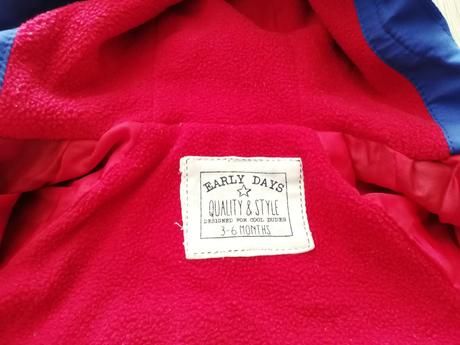 EARLY DAYS
QUALITY & STYLE
DESIGNED FOR COOL DUDES
3-6 MONTHS